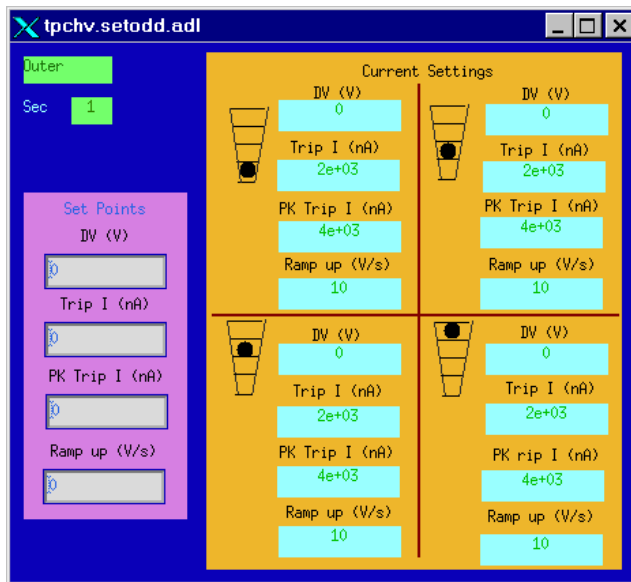 tpchv.setodd.adl
Outer
Sec 1
Set Points
DV (V)
0
Trip I (nA)
0
PK Trip I (nA)
0
Ramp up (V/s)
0
Current Settings
DV (V)
0
Trip I (nA)
2e+03
PK Trip I (nA)
4e+03
Ramp up (V/s)
10
DV (V)
0
Trip I (nA)
2e+03
PK Trip I (nA)
4e+03
Ramp up (V/s)
10
DV (V)
0
Trip I (nA)
2e+03
PK Trip I (nA)
4e+03
Ramp up (V/s)
10
DV (V)
0
Trip I (nA)
2e+03
PK rip I (nA)
4e+03
Ramp up (V/s)
10